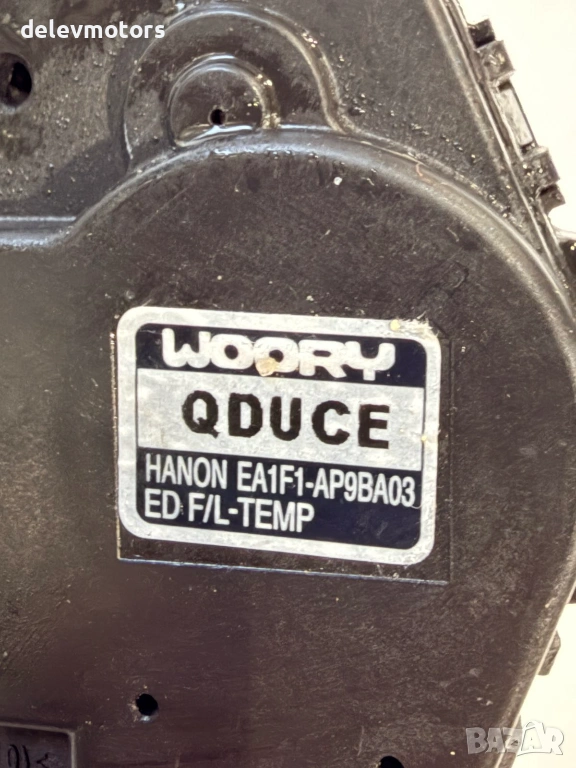 delevmotors
WOORY
QDUCE
HANON EA1F1-AP9BA03
ED F/L-TEMP
BAZAR